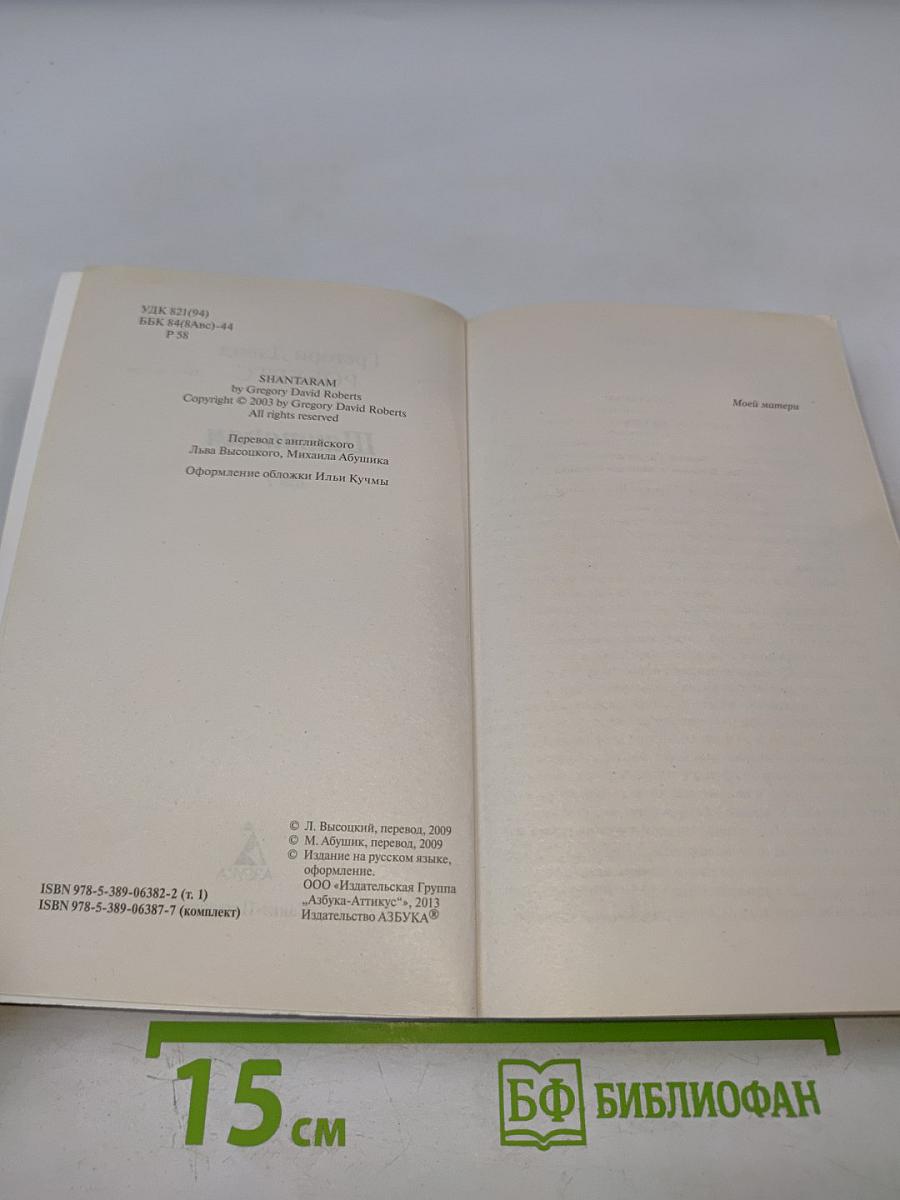 УДК 821(94)
ББК 84(8Авс)-44
Р 58
SHANTARAM
by Gregory David Roberts
Copyright © 2003 by Gregory David Roberts
All rights reserved
Перевод с английского
Льва Высоцкого, Михаила Абушика
Оформление обложки Ильи Кучмы
© Л. Высоцкий, перевод, 2009
© М. Абушик, перевод, 2009
© Издание на русском языке,
оформление.
ООО «Издательская Группа
„Азбука-Аттикус“», 2013
Издательство АЗБУКА®
ISBN 978-5-389-06382-2 (т. 1)
ISBN 978-5-389-06387-7 (комплект)
Моей матери
15 см
БФ БИБЛИОФАН